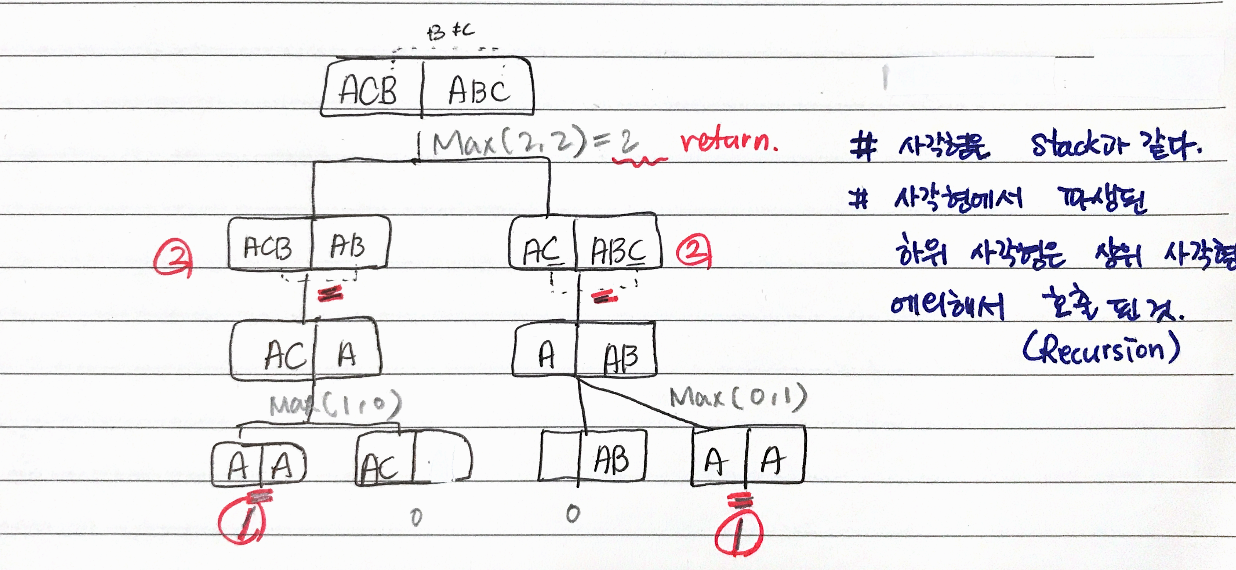 B≠C
ACB ABC
Max(2,2)=2 return.
# 사각형은 Stack과 같다.
# 사각형에서 파생된
하위 사각형은 상위 사각형
에의해서 호출 된것.
(Recursion)
② ACB AB AC ABC ②
= =
AC A A AB
Max(1,0) Max(0,1)
A A AC AB A A
= =
① 0 0 ①